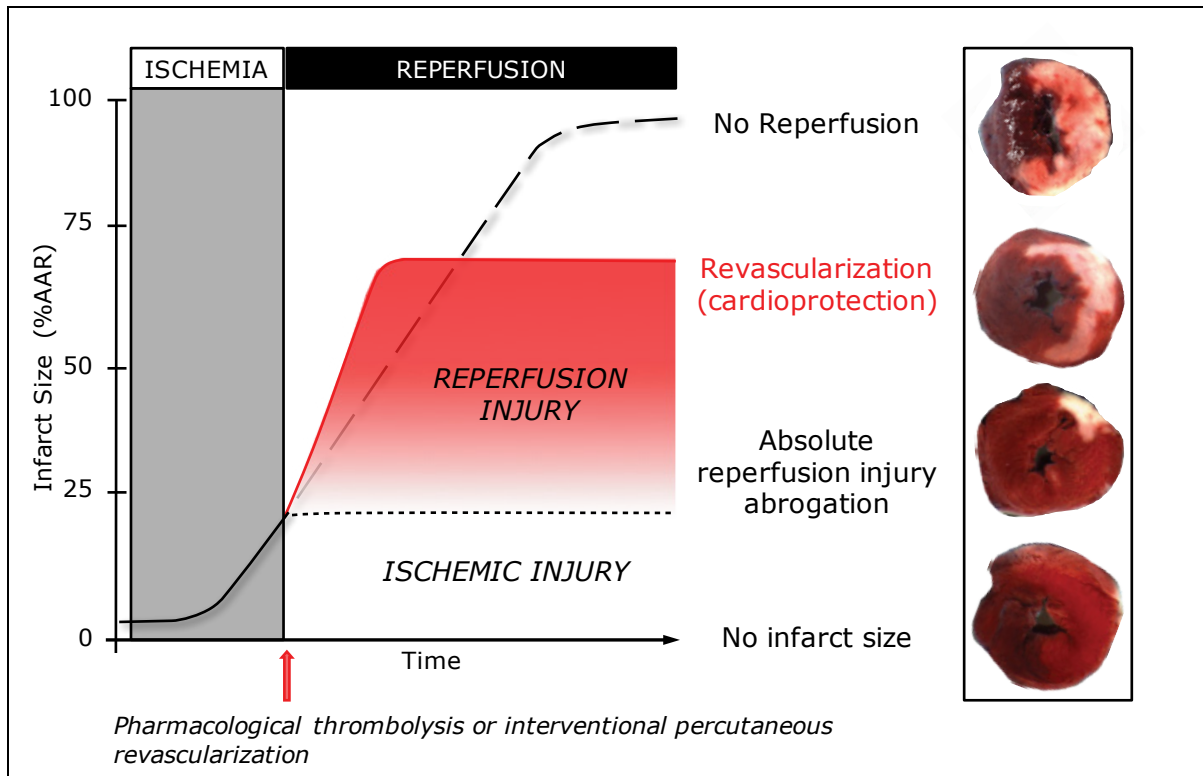 ISCHEMIA
REPERFUSION
100
75
50
25
0
Infarct Size (%AAR)
No Reperfusion
Revascularization
(cardioprotection)
REPERFUSION
INJURY
Absolute
reperfusion injury
abrogation
ISCHEMIC INJURY
No infarct size
Time
Pharmacological thrombolysis or interventional percutaneous
revascularization